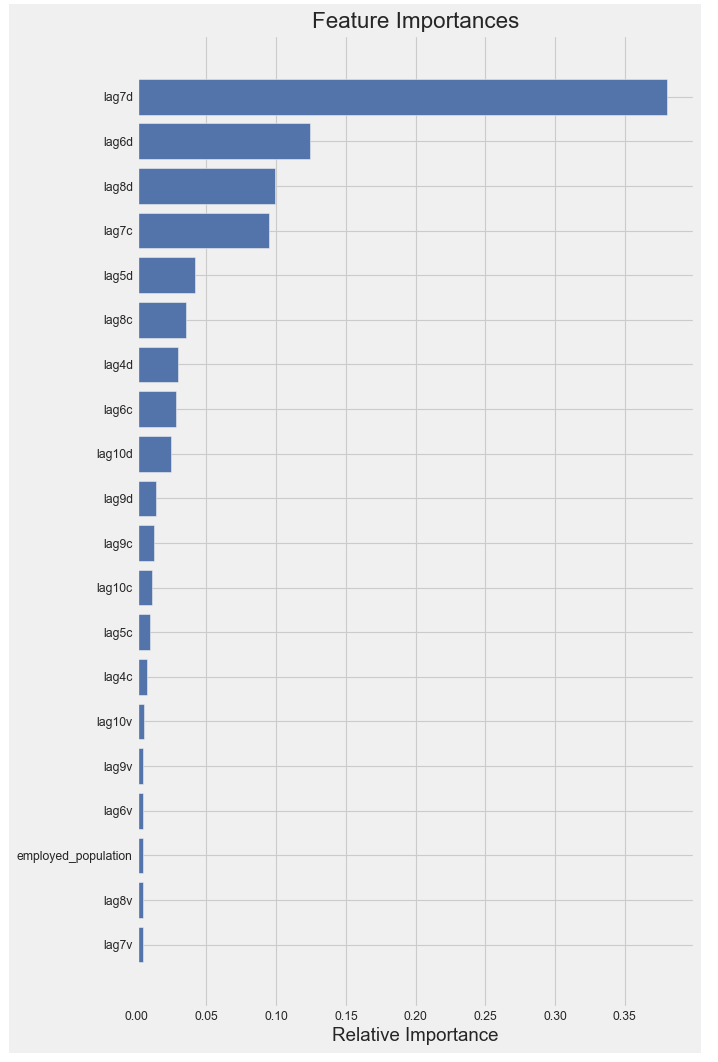 Feature Importances
lag7d
lag6d
lag8d
lag7c
lag5d
lag8c
lag4d
lag6c
lag10d
lag9d
lag9c
lag10c
lag5c
lag4c
lag10v
lag9v
lag6v
employed_population
lag8v
lag7v
0.00 0.05 0.10 0.15 0.20 0.25 0.30 0.35
Relative Importance